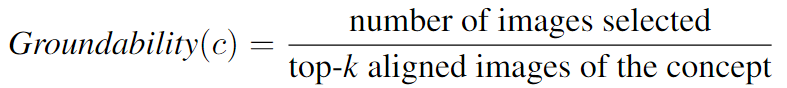 Groundability(c) = number of images selected / top-k aligned images of the concept